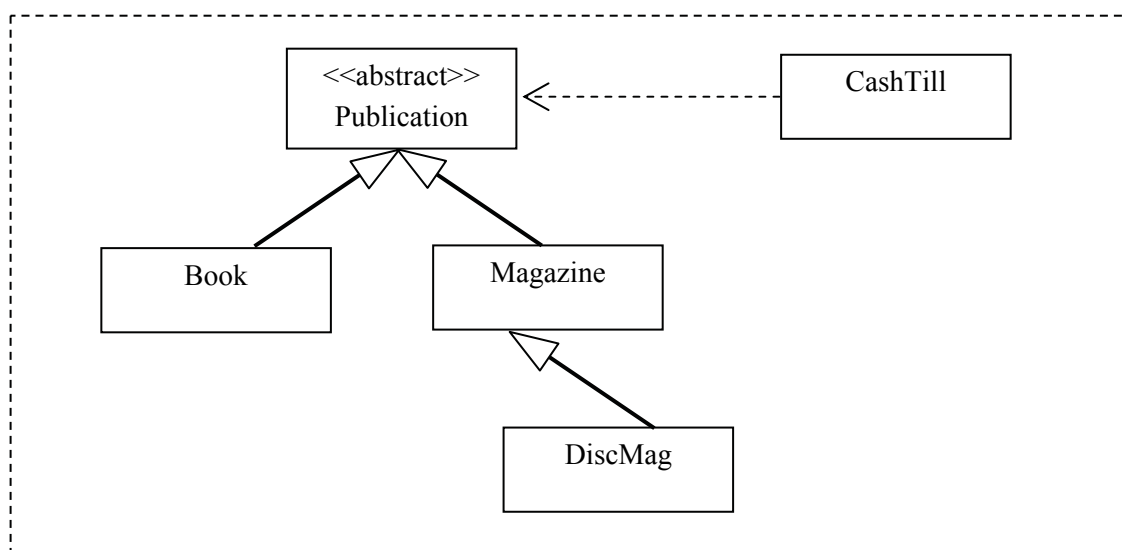 <<abstract>>
Publication
CashTill
Book
Magazine
DiscMag